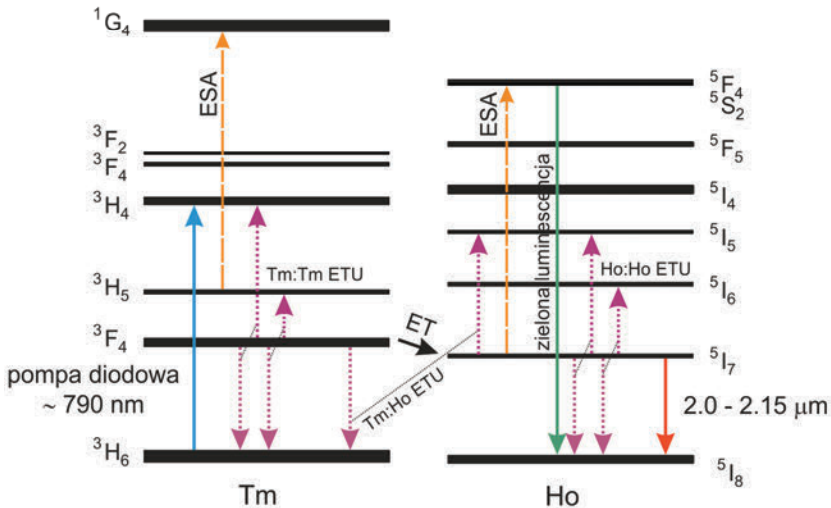 ¹G₄
ESA
³F₂
³F₄
³H₄
Tm:Tm ETU
³H₅
³F₄
pompa diodowa
~ 790 nm
³H₆
Tm
ET
Tm:Ho ETU
⁵F₄
⁵S₂
ESA
zielona luminescencja
⁵F₅
⁵I₄
⁵I₅
Ho:Ho ETU
⁵I₆
⁵I₇
2.0 - 2.15 µm
⁵I₈
Ho